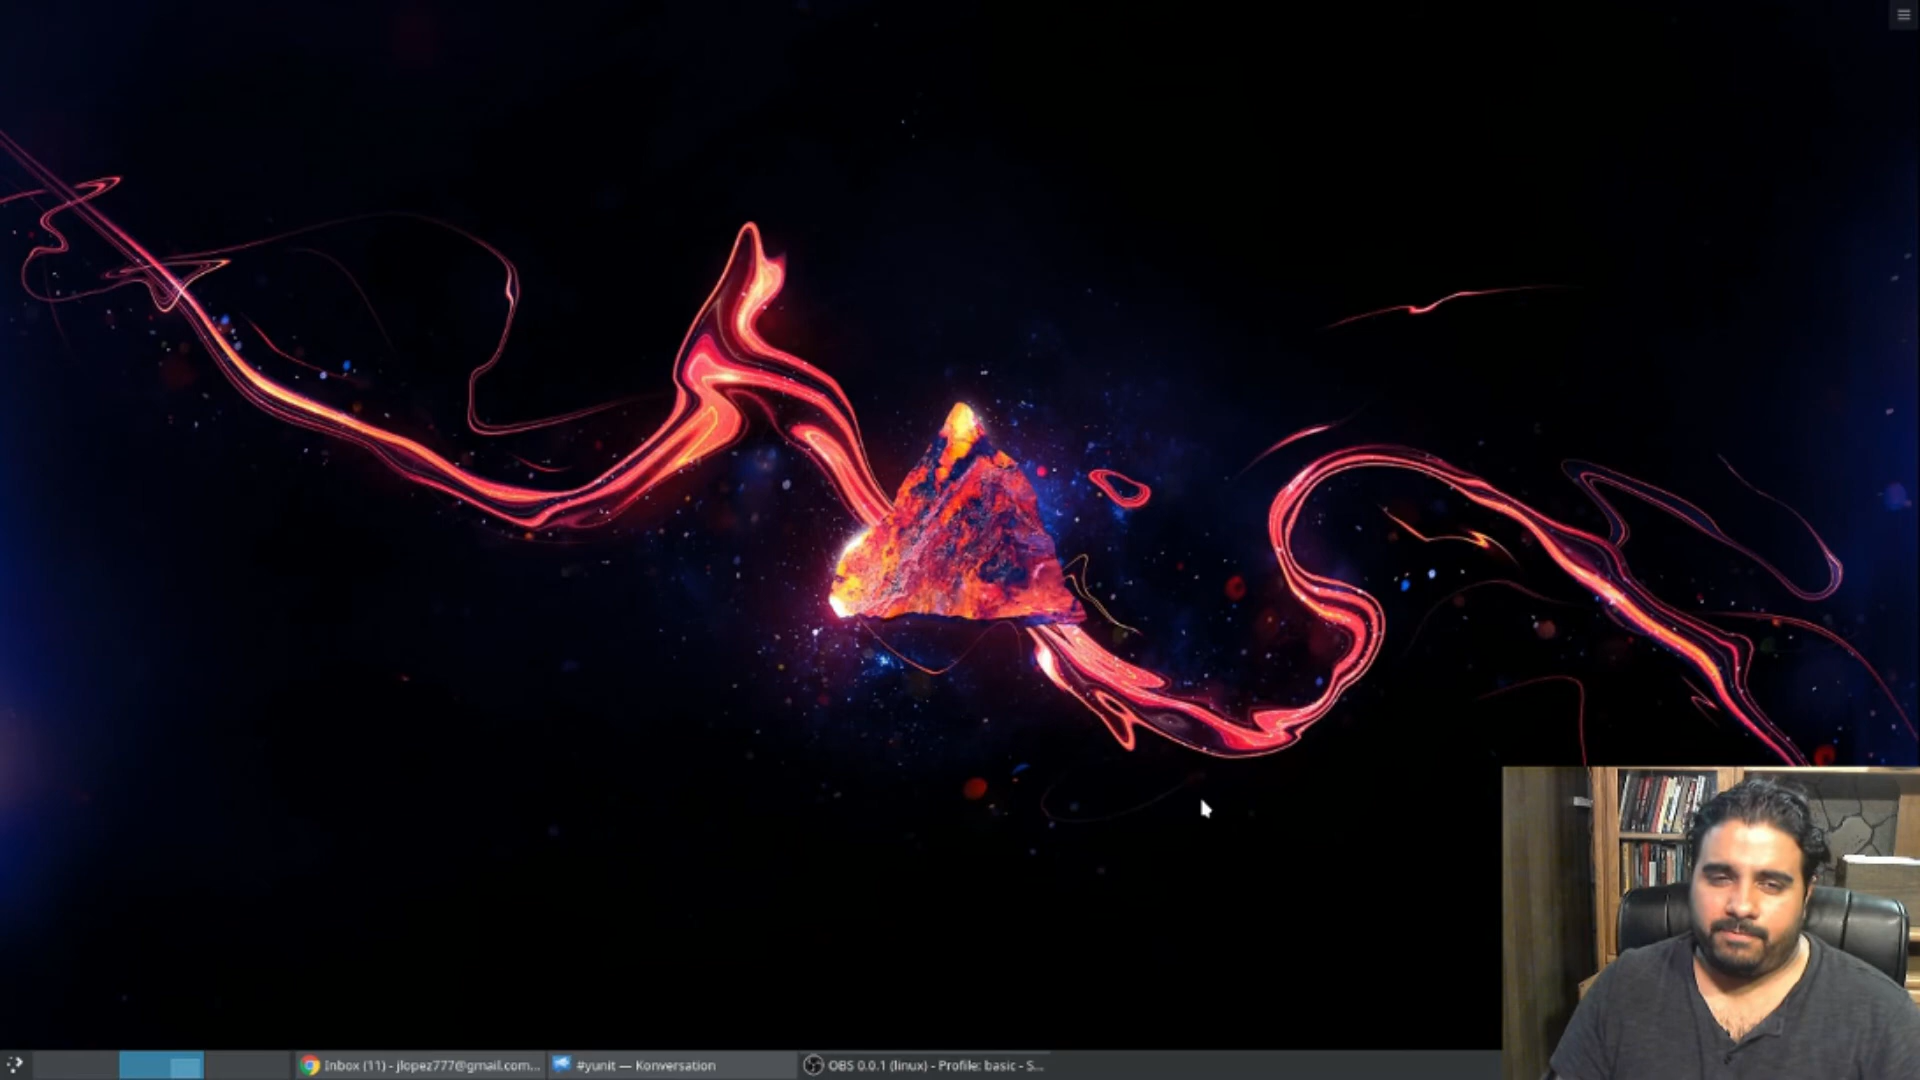 Inbox (11) - jlopez777@gmail.com...
#yunit — Konversation
OBS 0.0.1 (linux) - Profile: basic - S...